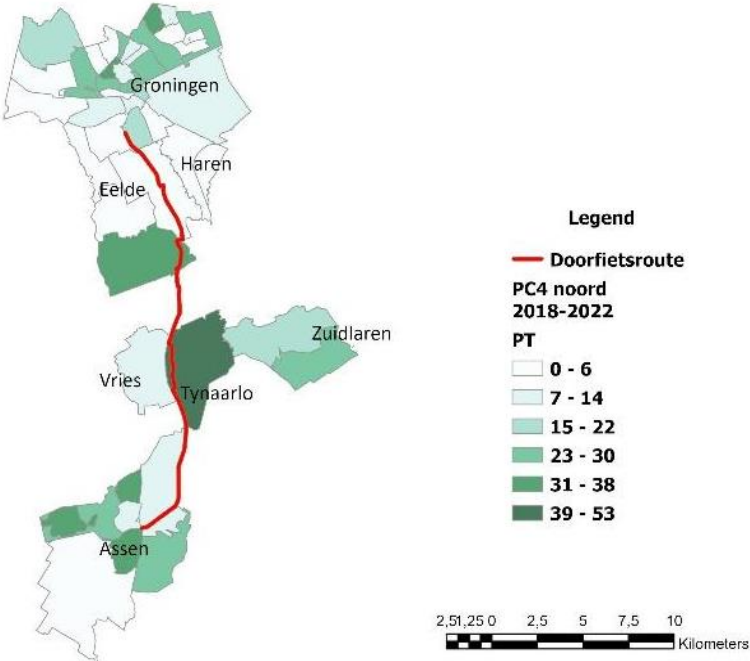 Groningen
Haren
Eelde
Zuidlaren
Vries
Tynaarlo
Assen
Legend
Doorfietsroute
PC4 noord
2018-2022
PT
0 - 6
7 - 14
15 - 22
23 - 30
31 - 38
39 - 53
2,51,25 0 2,5 5 7,5 10
Kilometers